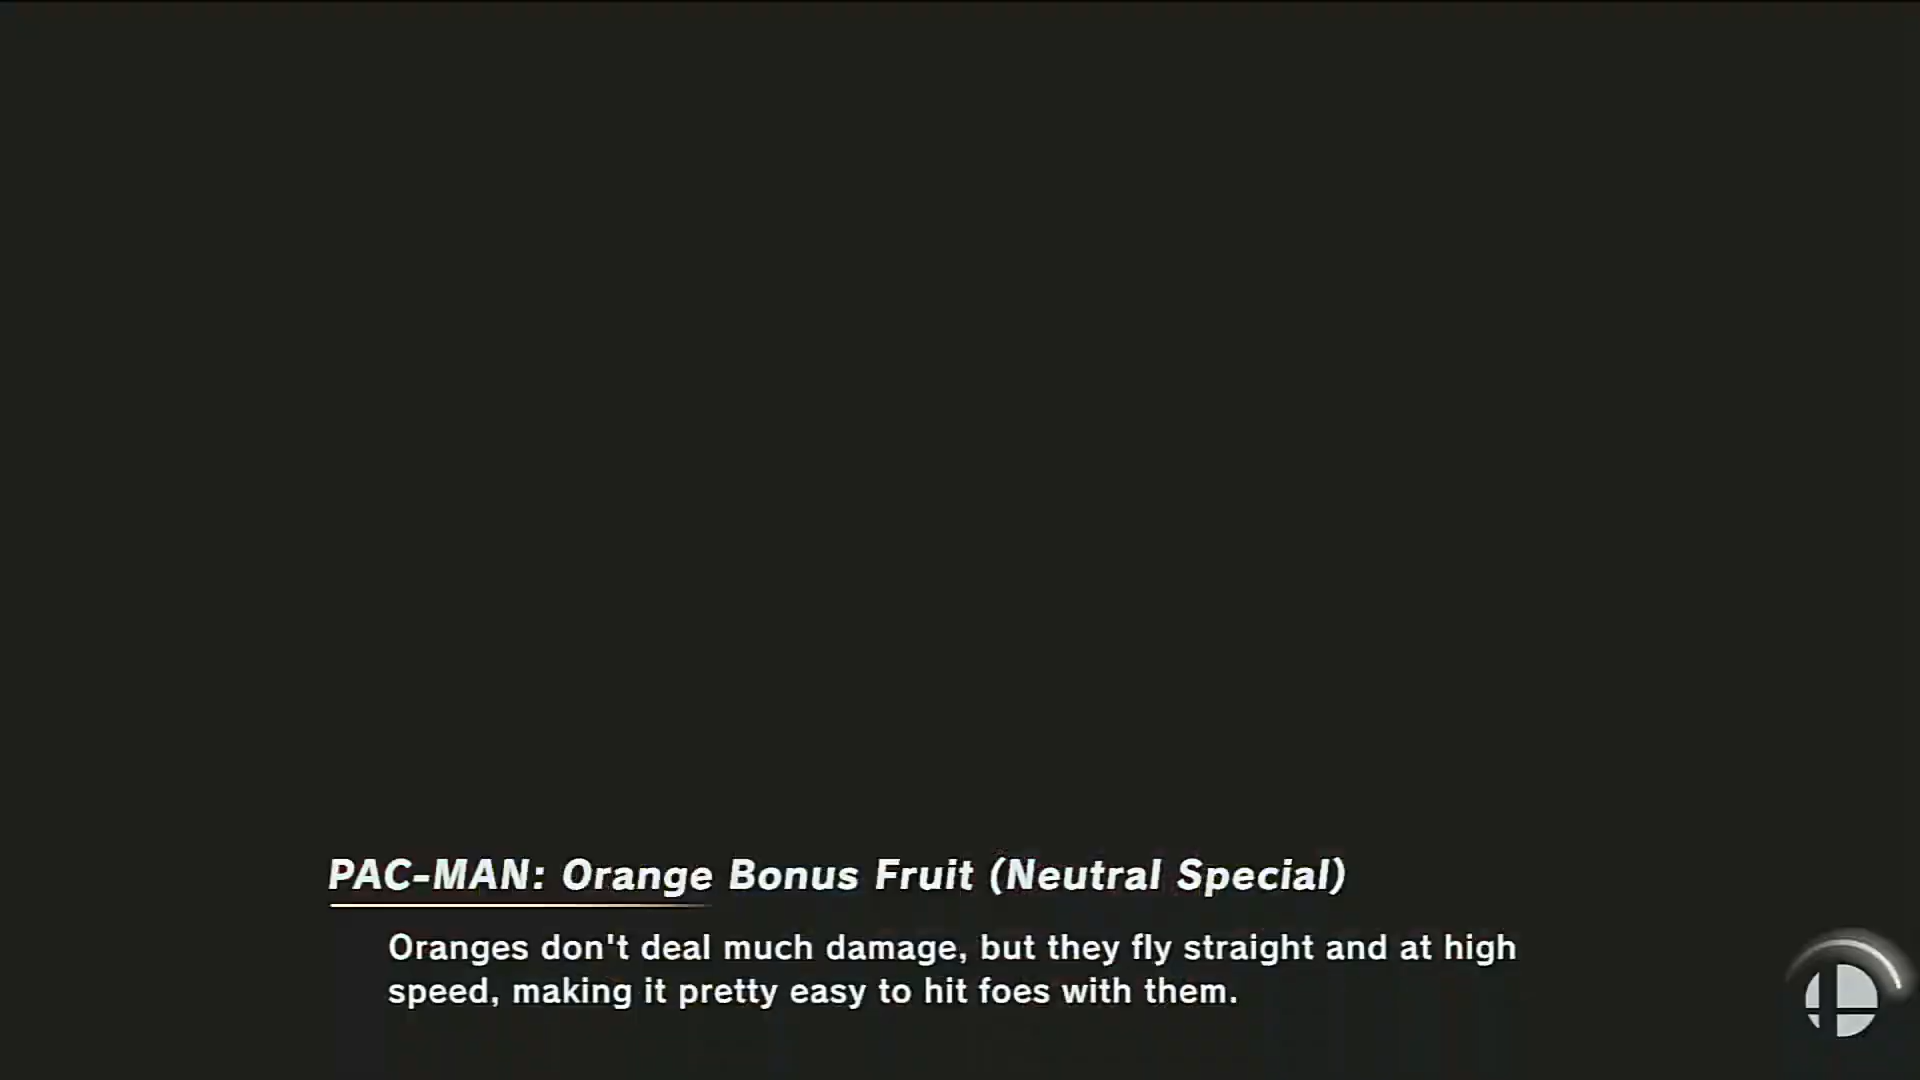 PAC-MAN: Orange Bonus Fruit (Neutral Special)
Oranges don't deal much damage, but they fly straight and at high
speed, making it pretty easy to hit foes with them.